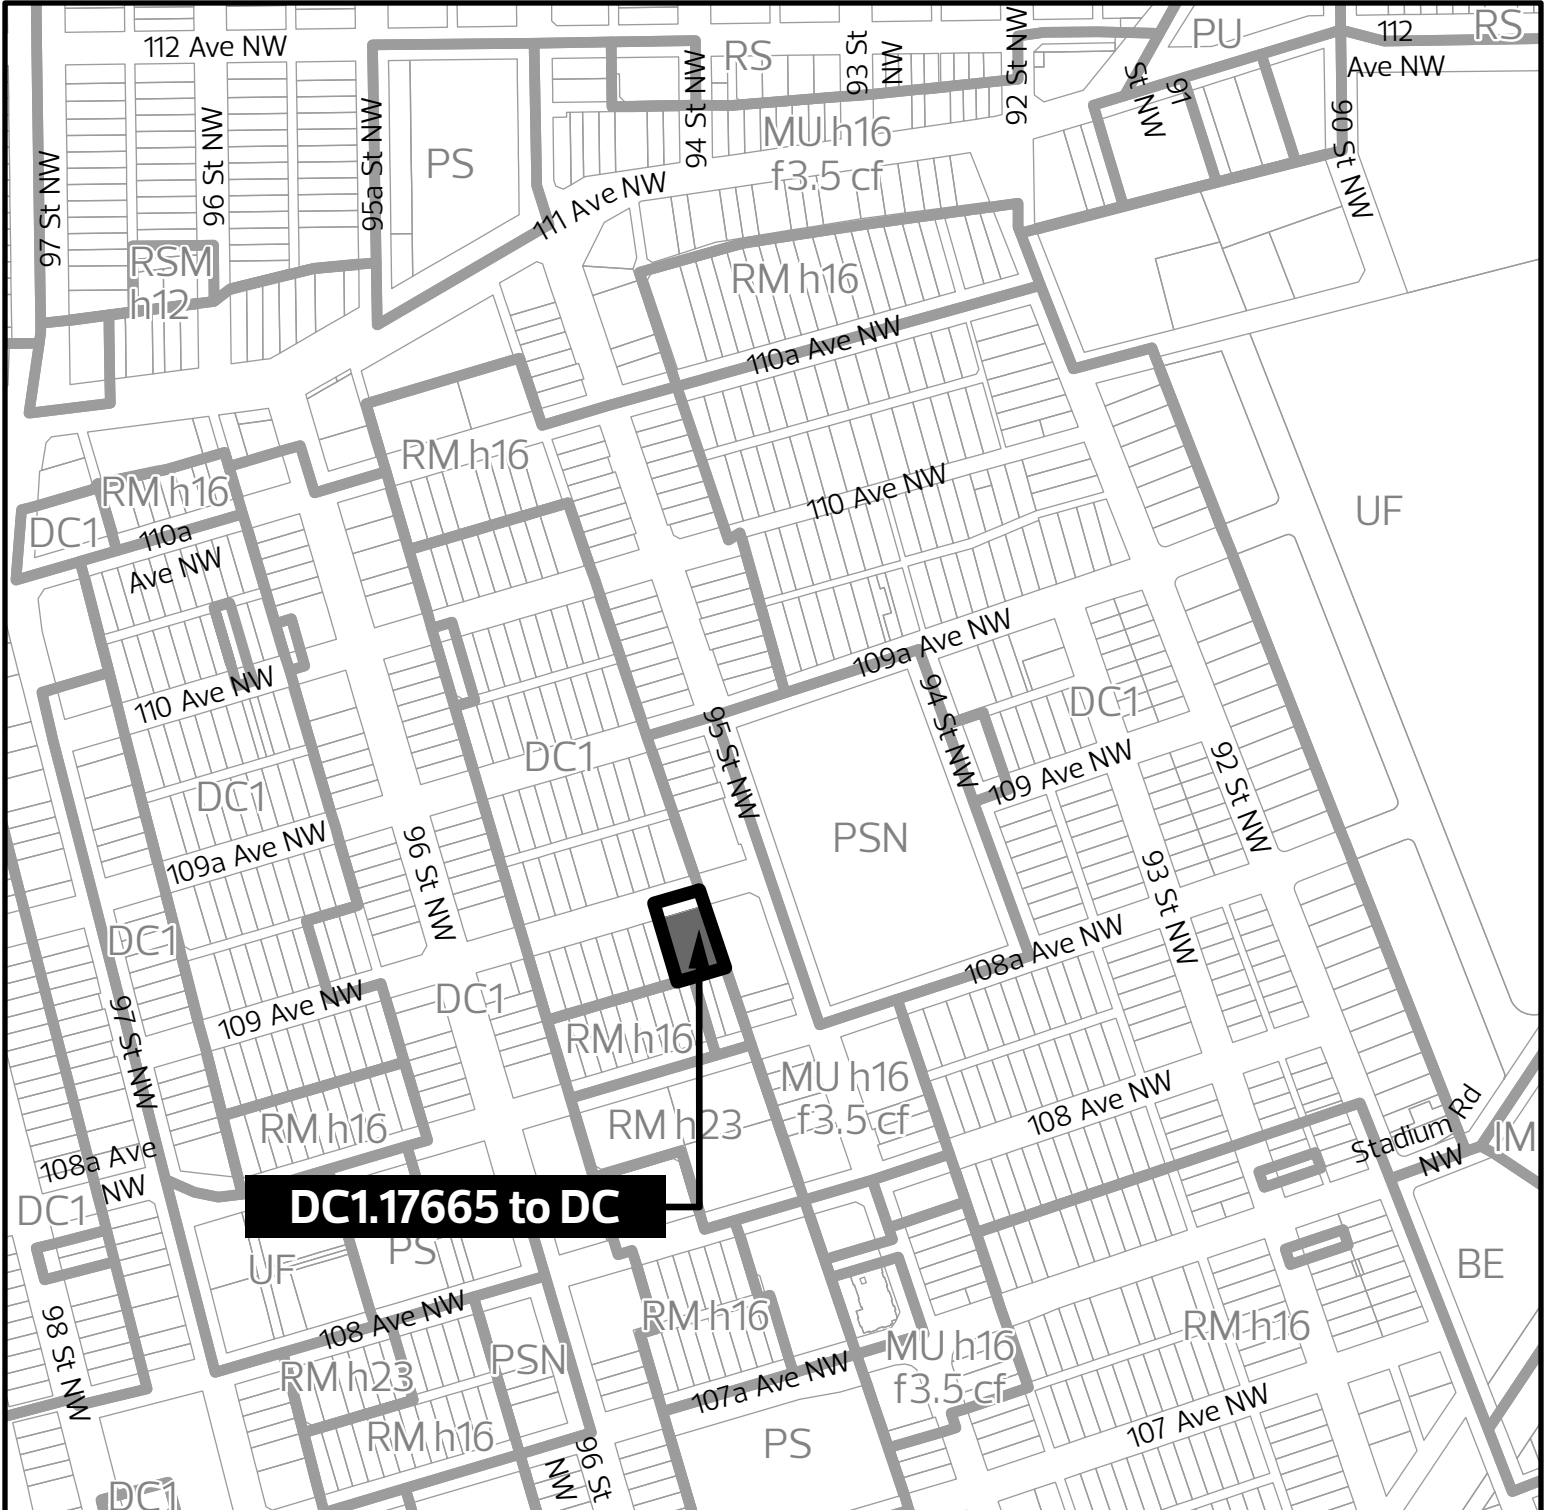 112 Ave NW
RS
93 St
NW
92 St NW
PU
112
Ave NW
RS
91
St NW
90S St NW
97 St NW
96 St NW
95a St NW
PS
94 St NW
MU h16
f3.5 cf
111 Ave NW
RSM
h12
RM h16
110a Ave NW
RM h16
RM h16
DC1
110a
Ave NW
110 Ave NW
UF
109a Ave NW
110 Ave NW
DC1
95 St NW
94 St NW
DC1
109 Ave NW
92 St NW
DC1
109a Ave NW
96 St NW
PSN
93 St NW
DC1
108a Ave NW
97 St NW
109 Ave NW
DC1
RM h16
MU h16
f3.5 cf
108 Ave NW
RM h16
RM h23
Stadium Rd
NW
IM
108a Ave
NW
DC1
DC1.17665 to DC
UF
PS
BE
98 St NW
108 Ave NW
RM h16
RM h16
RM h23
PSN
MU h16
f3.5 cf
107a Ave NW
107 Ave NW
RM h16
PS
96 St
NW
DC1